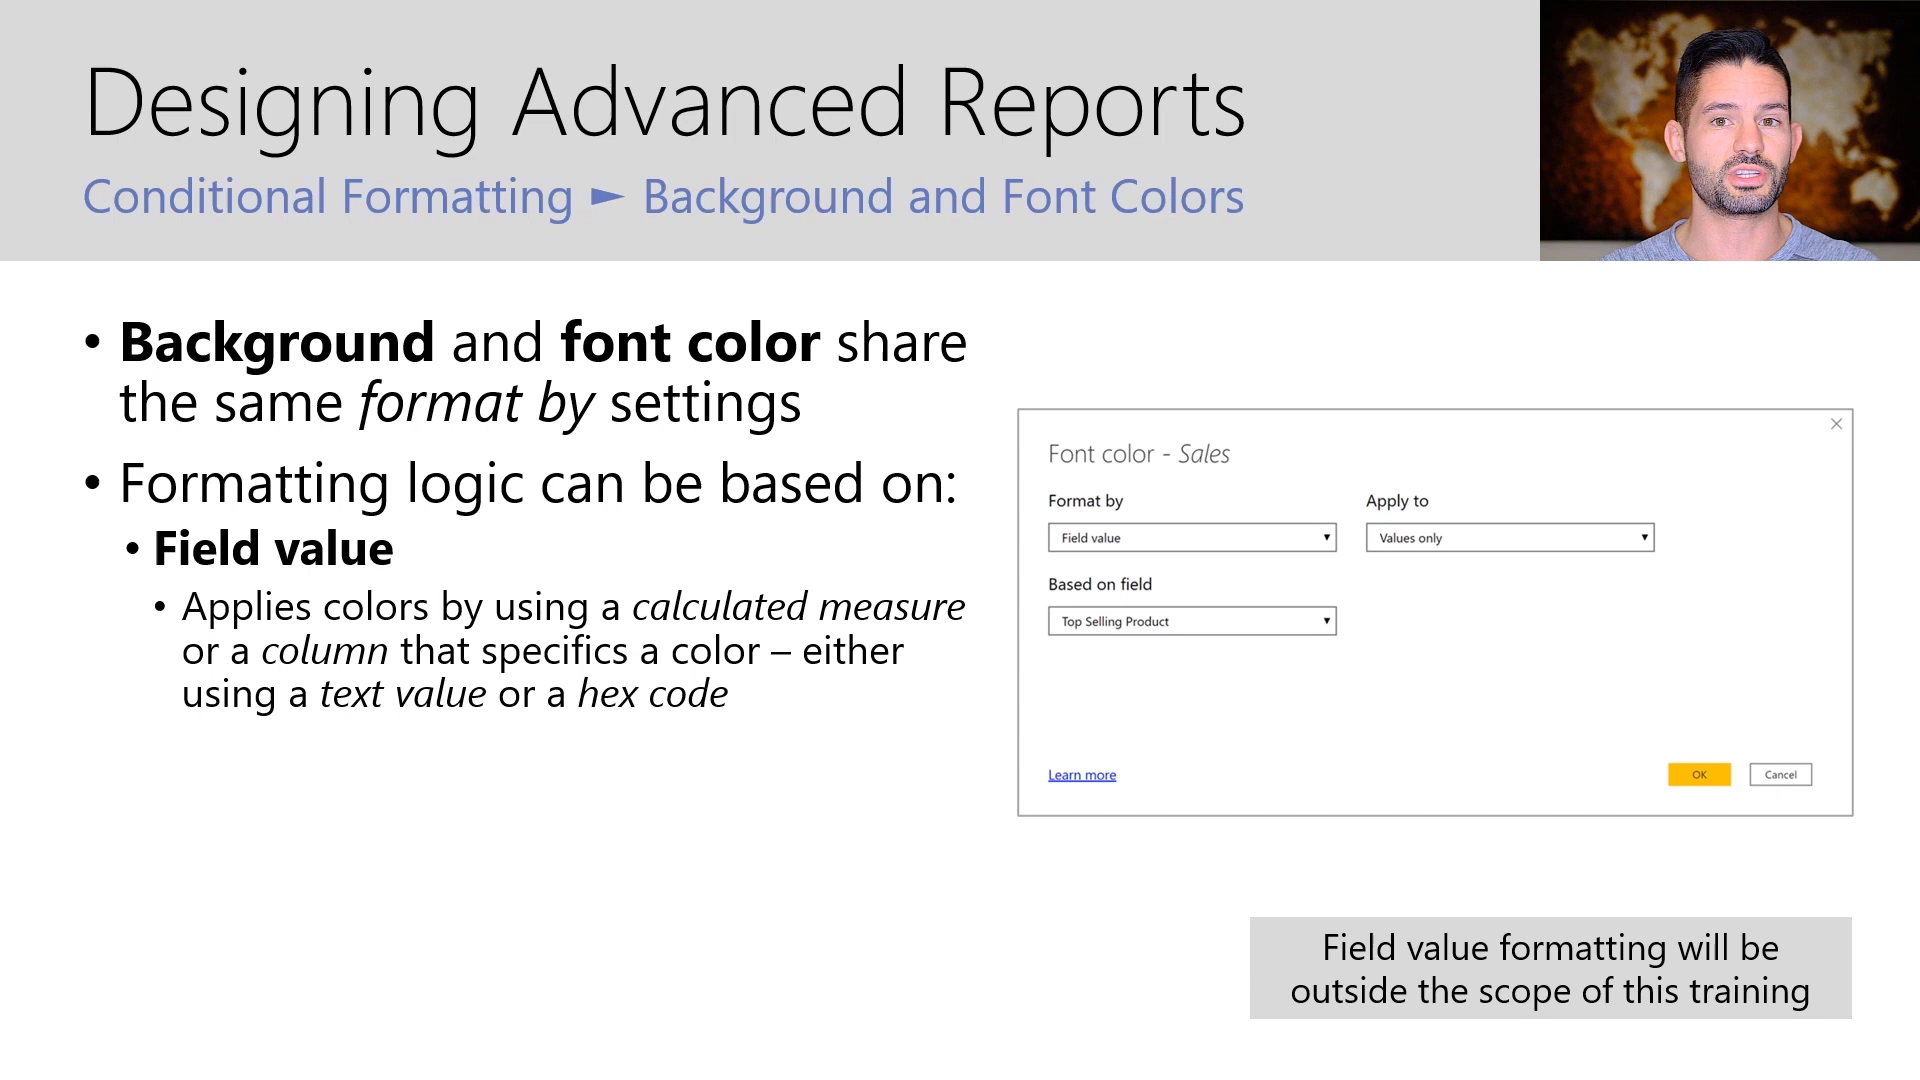 Designing Advanced Reports
Conditional Formatting ► Background and Font Colors
• Background and font color share
the same format by settings
• Formatting logic can be based on:
• Field value
• Applies colors by using a calculated measure
or a column that specifics a color – either
using a text value or a hex code
Font color - Sales
Format by
Apply to
Field value
Values only
Based on field
Top Selling Product
Learn more
OK
Cancel
Field value formatting will be
outside the scope of this training